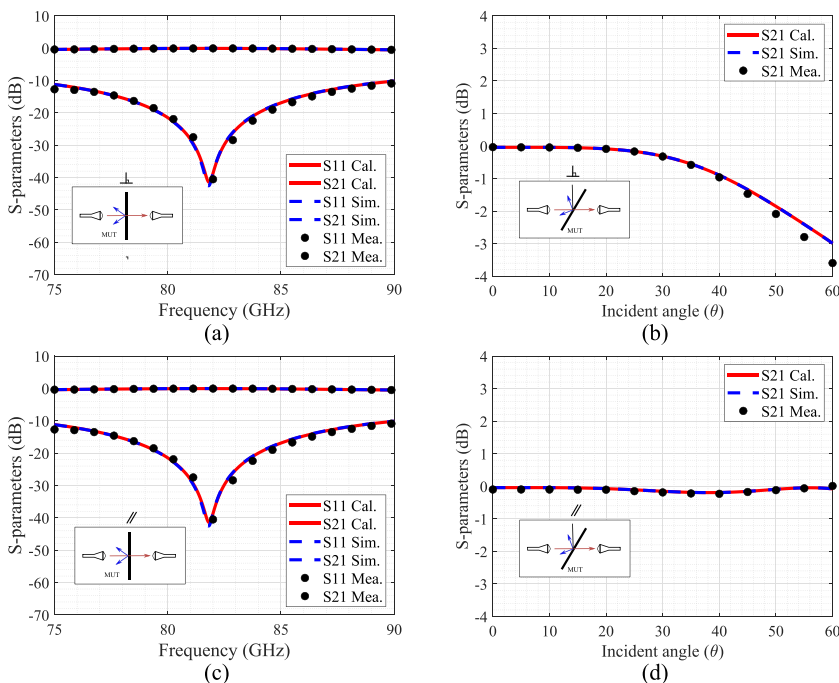 10
0
-10
-20
-30
-40
-50
-60
-70
S-parameters (dB)
75
80
85
90
Frequency (GHz)
S11 Cal.
S21 Cal.
S11 Sim.
S21 Sim.
S11 Mea.
S21 Mea.
⊥
MUT
(a)
4
3
2
1
0
-1
-2
-3
-4
S-parameters (dB)
0
10
20
30
40
50
60
Incident angle (θ)
S21 Cal.
S21 Sim.
S21 Mea.
⊥
MUT
(b)
10
0
-10
-20
-30
-40
-50
-60
-70
S-parameters (dB)
75
80
85
90
Frequency (GHz)
S11 Cal.
S21 Cal.
S11 Sim.
S21 Sim.
S11 Mea.
S21 Mea.
//
MUT
(c)
4
3
2
1
0
-1
-2
-3
-4
S-parameters (dB)
0
10
20
30
40
50
60
Incident angle (θ)
S21 Cal.
S21 Sim.
S21 Mea.
//
MUT
(d)